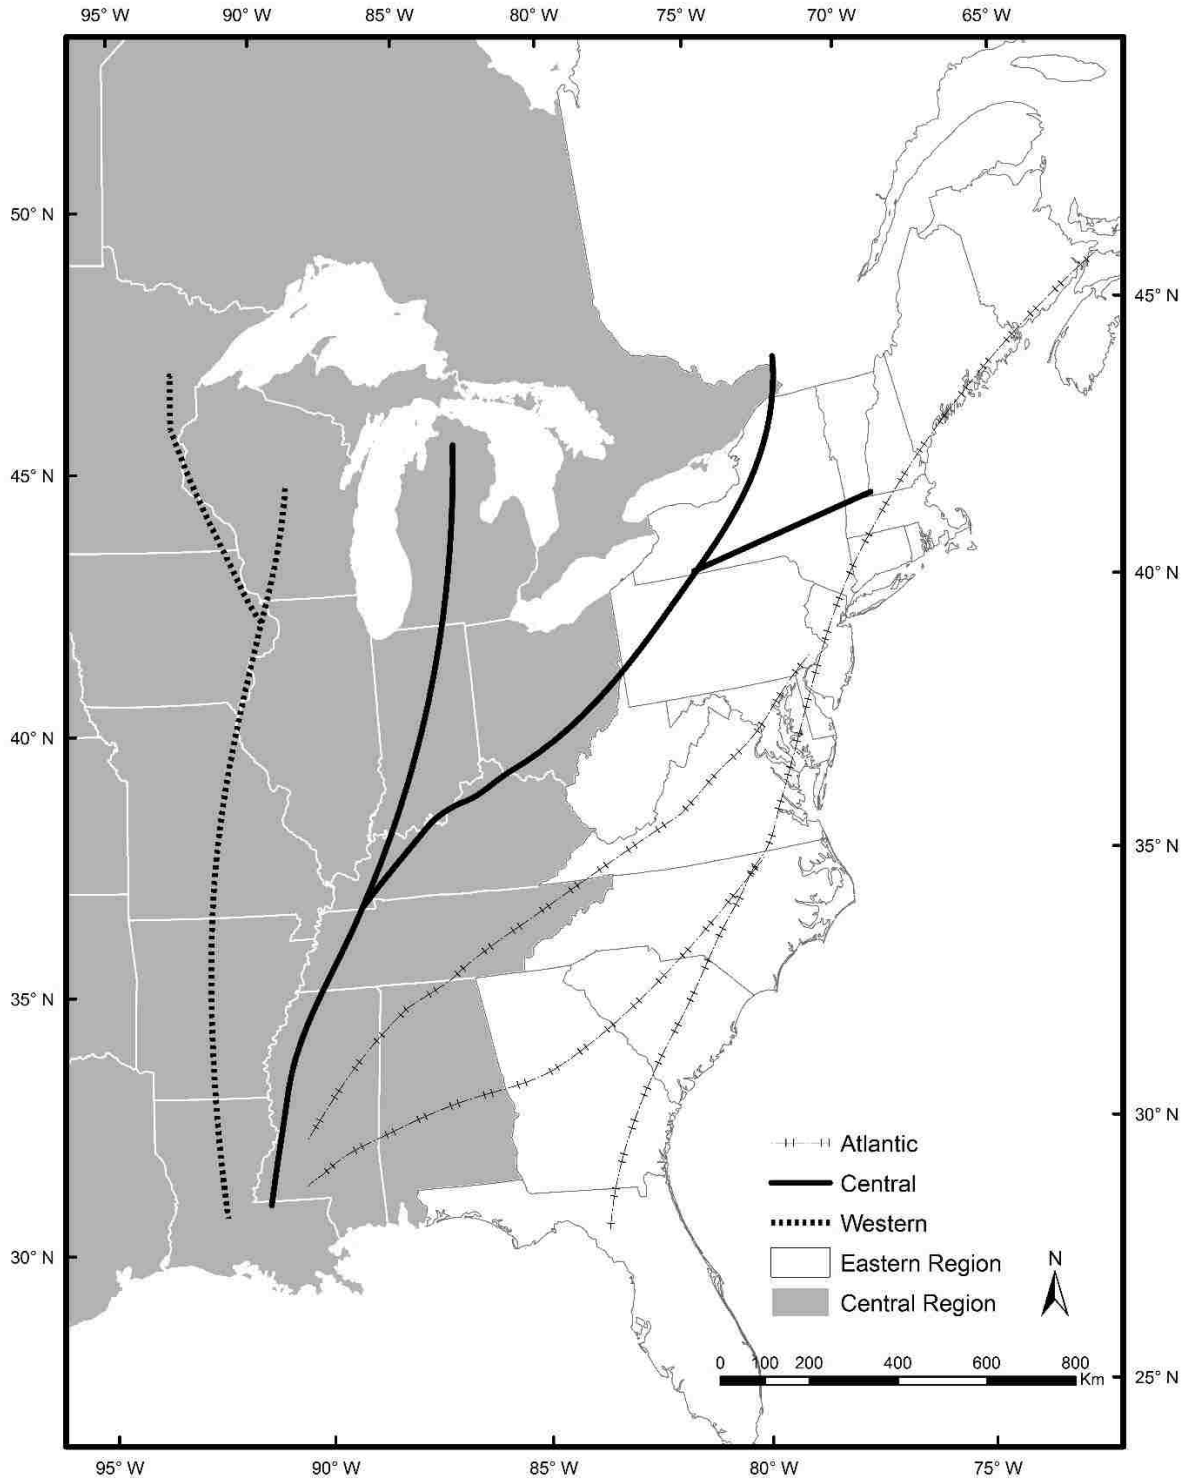 95° W 90° W 85° W 80° W 75° W 70° W 65° W
50° N
45° N
45° N
40° N
40° N
35° N
35° N
30° N
30° N
25° N
Atlantic
Central
Western
Eastern Region
Central Region
N
0 100 200 400 600 800
Km
95° W 90° W 85° W 80° W 75° W